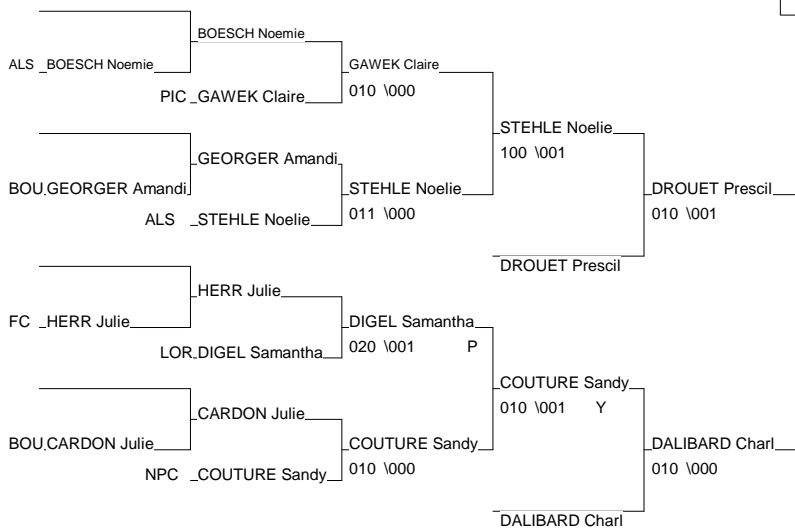 BOESCH Noemie
ALS BOESCH Noemie
GAWEK Claire
PIC GAWEK Claire
010 \000
STEHLE Noelie
100 \001
GEORGER Amandi
BOU GEORGER Amandi
STEHLE Noelie
DROUET Prescil
ALS STEHLE Noelie
011 \000
010 \001
DROUET Prescil
HERR Julie
FC HERR Julie
DIGEL Samantha
LOR DIGEL Samantha
020 \001 P
COUTURE Sandy
010 \001 Y
CARDON Julie
BOU CARDON Julie
COUTURE Sandy
DALIBARD Charl
NPC COUTURE Sandy
010 \000
010 \000
DALIBARD Charl